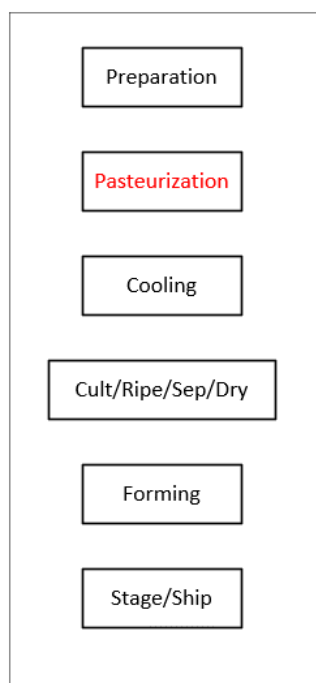 Preparation
Pasteurization
Cooling
Cult/Ripe/Sep/Dry
Forming
Stage/Ship